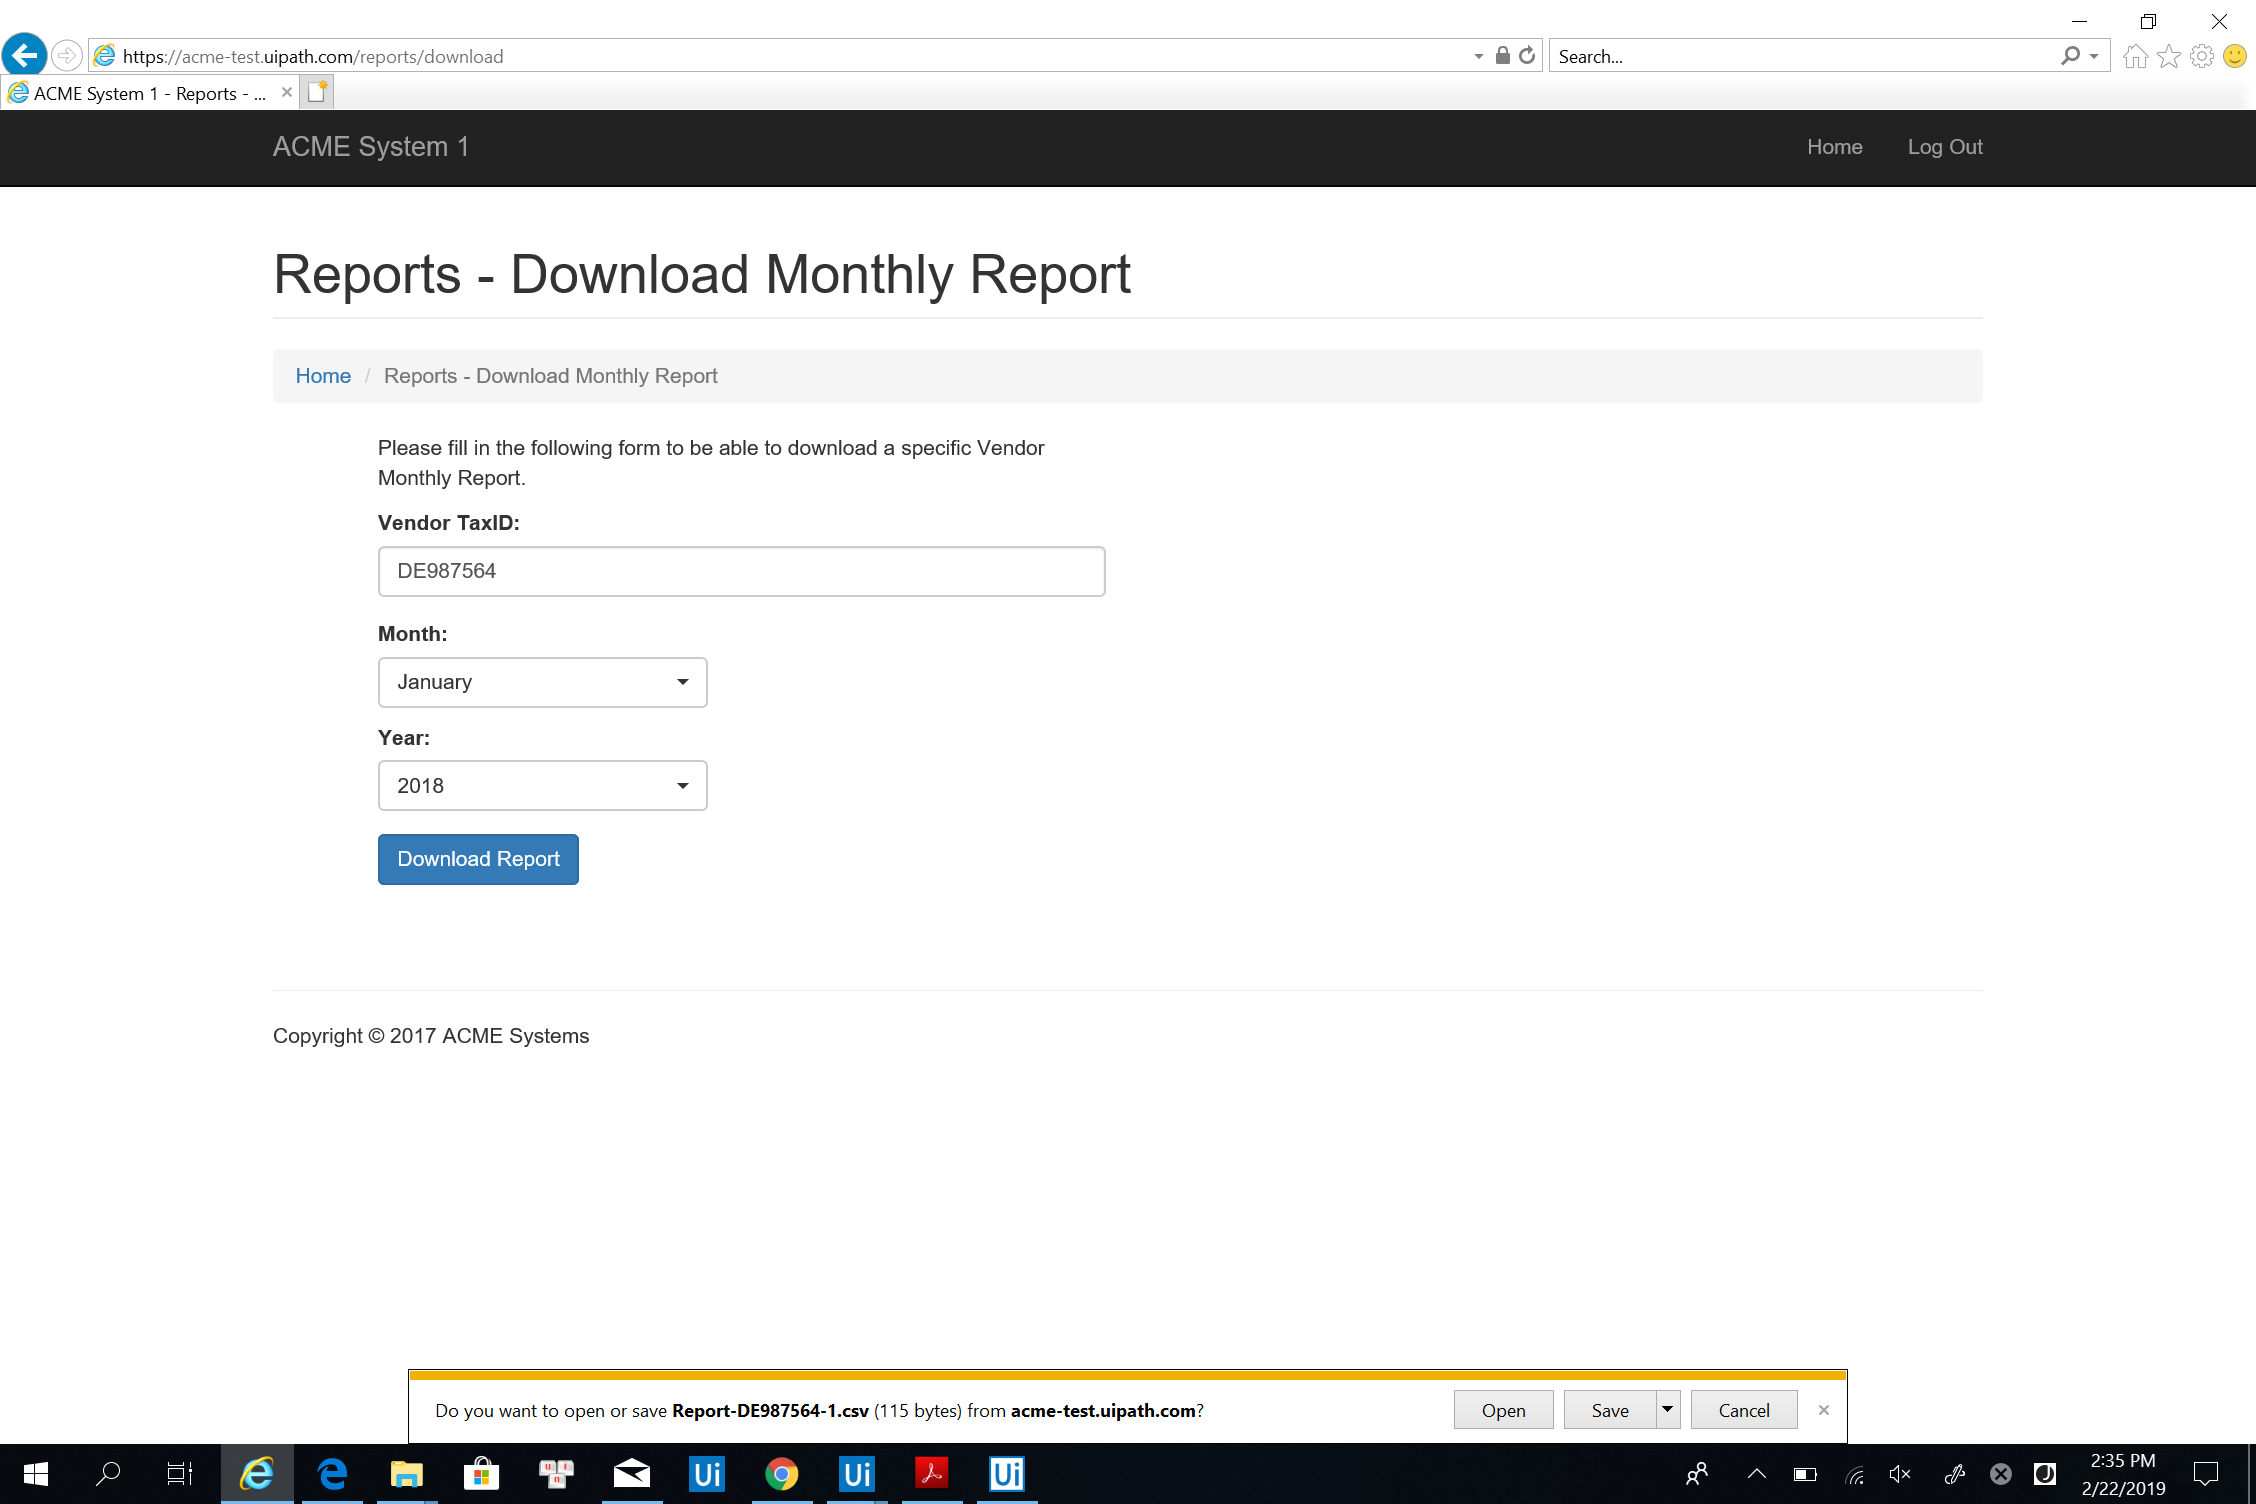 https://acme-test.uipath.com/reports/download
Search...
ACME System 1 - Reports - ...
ACME System 1
Home
Log Out
Reports - Download Monthly Report
Home / Reports - Download Monthly Report
Please fill in the following form to be able to download a specific Vendor
Monthly Report.
Vendor TaxID:
DE987564
Month:
January
Year:
2018
Download Report
Copyright © 2017 ACME Systems
Do you want to open or save Report-DE987564-1.csv (115 bytes) from acme-test.uipath.com?
Open
Save
Cancel
Ui
Ui
Ui
2:35 PM
2/22/2019